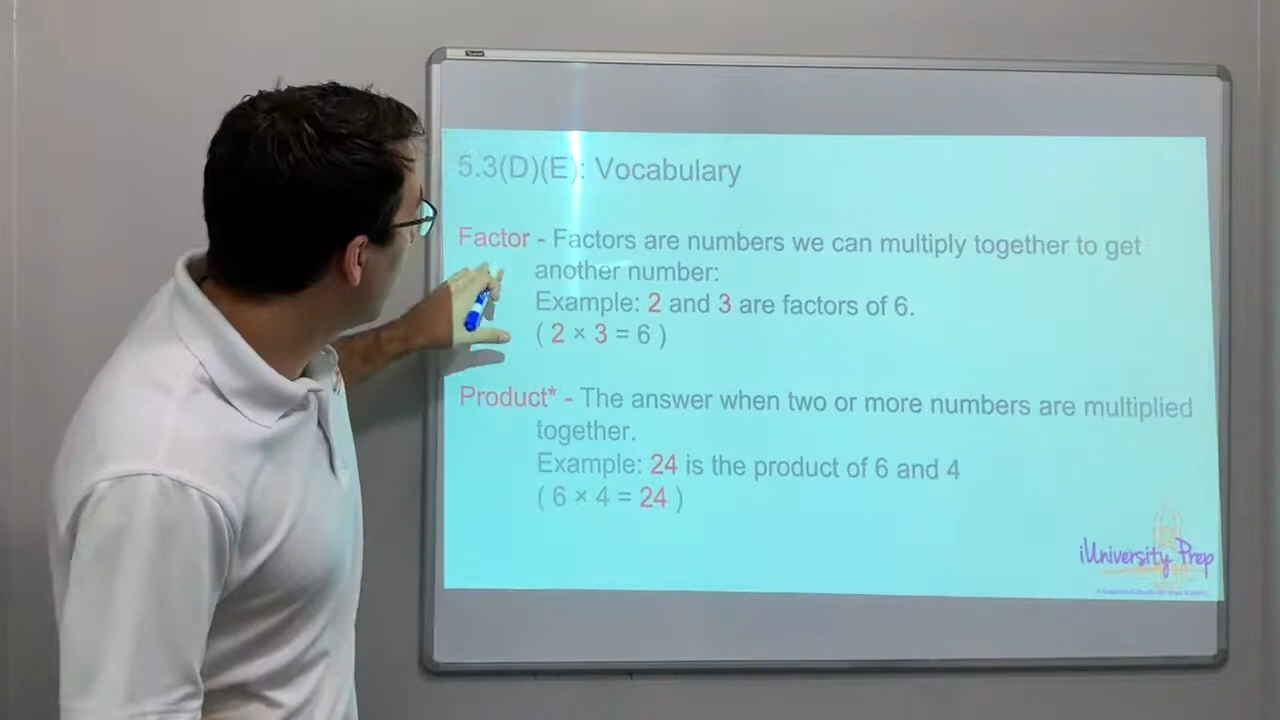 5.3(D)(E): Vocabulary
Factor - Factors are numbers we can multiply together to get
another number:
Example: 2 and 3 are factors of 6.
( 2 × 3 = 6 )
Product* - The answer when two or more numbers are multiplied
together.
Example: 24 is the product of 6 and 4
( 6 × 4 = 24 )
iUniversity Prep